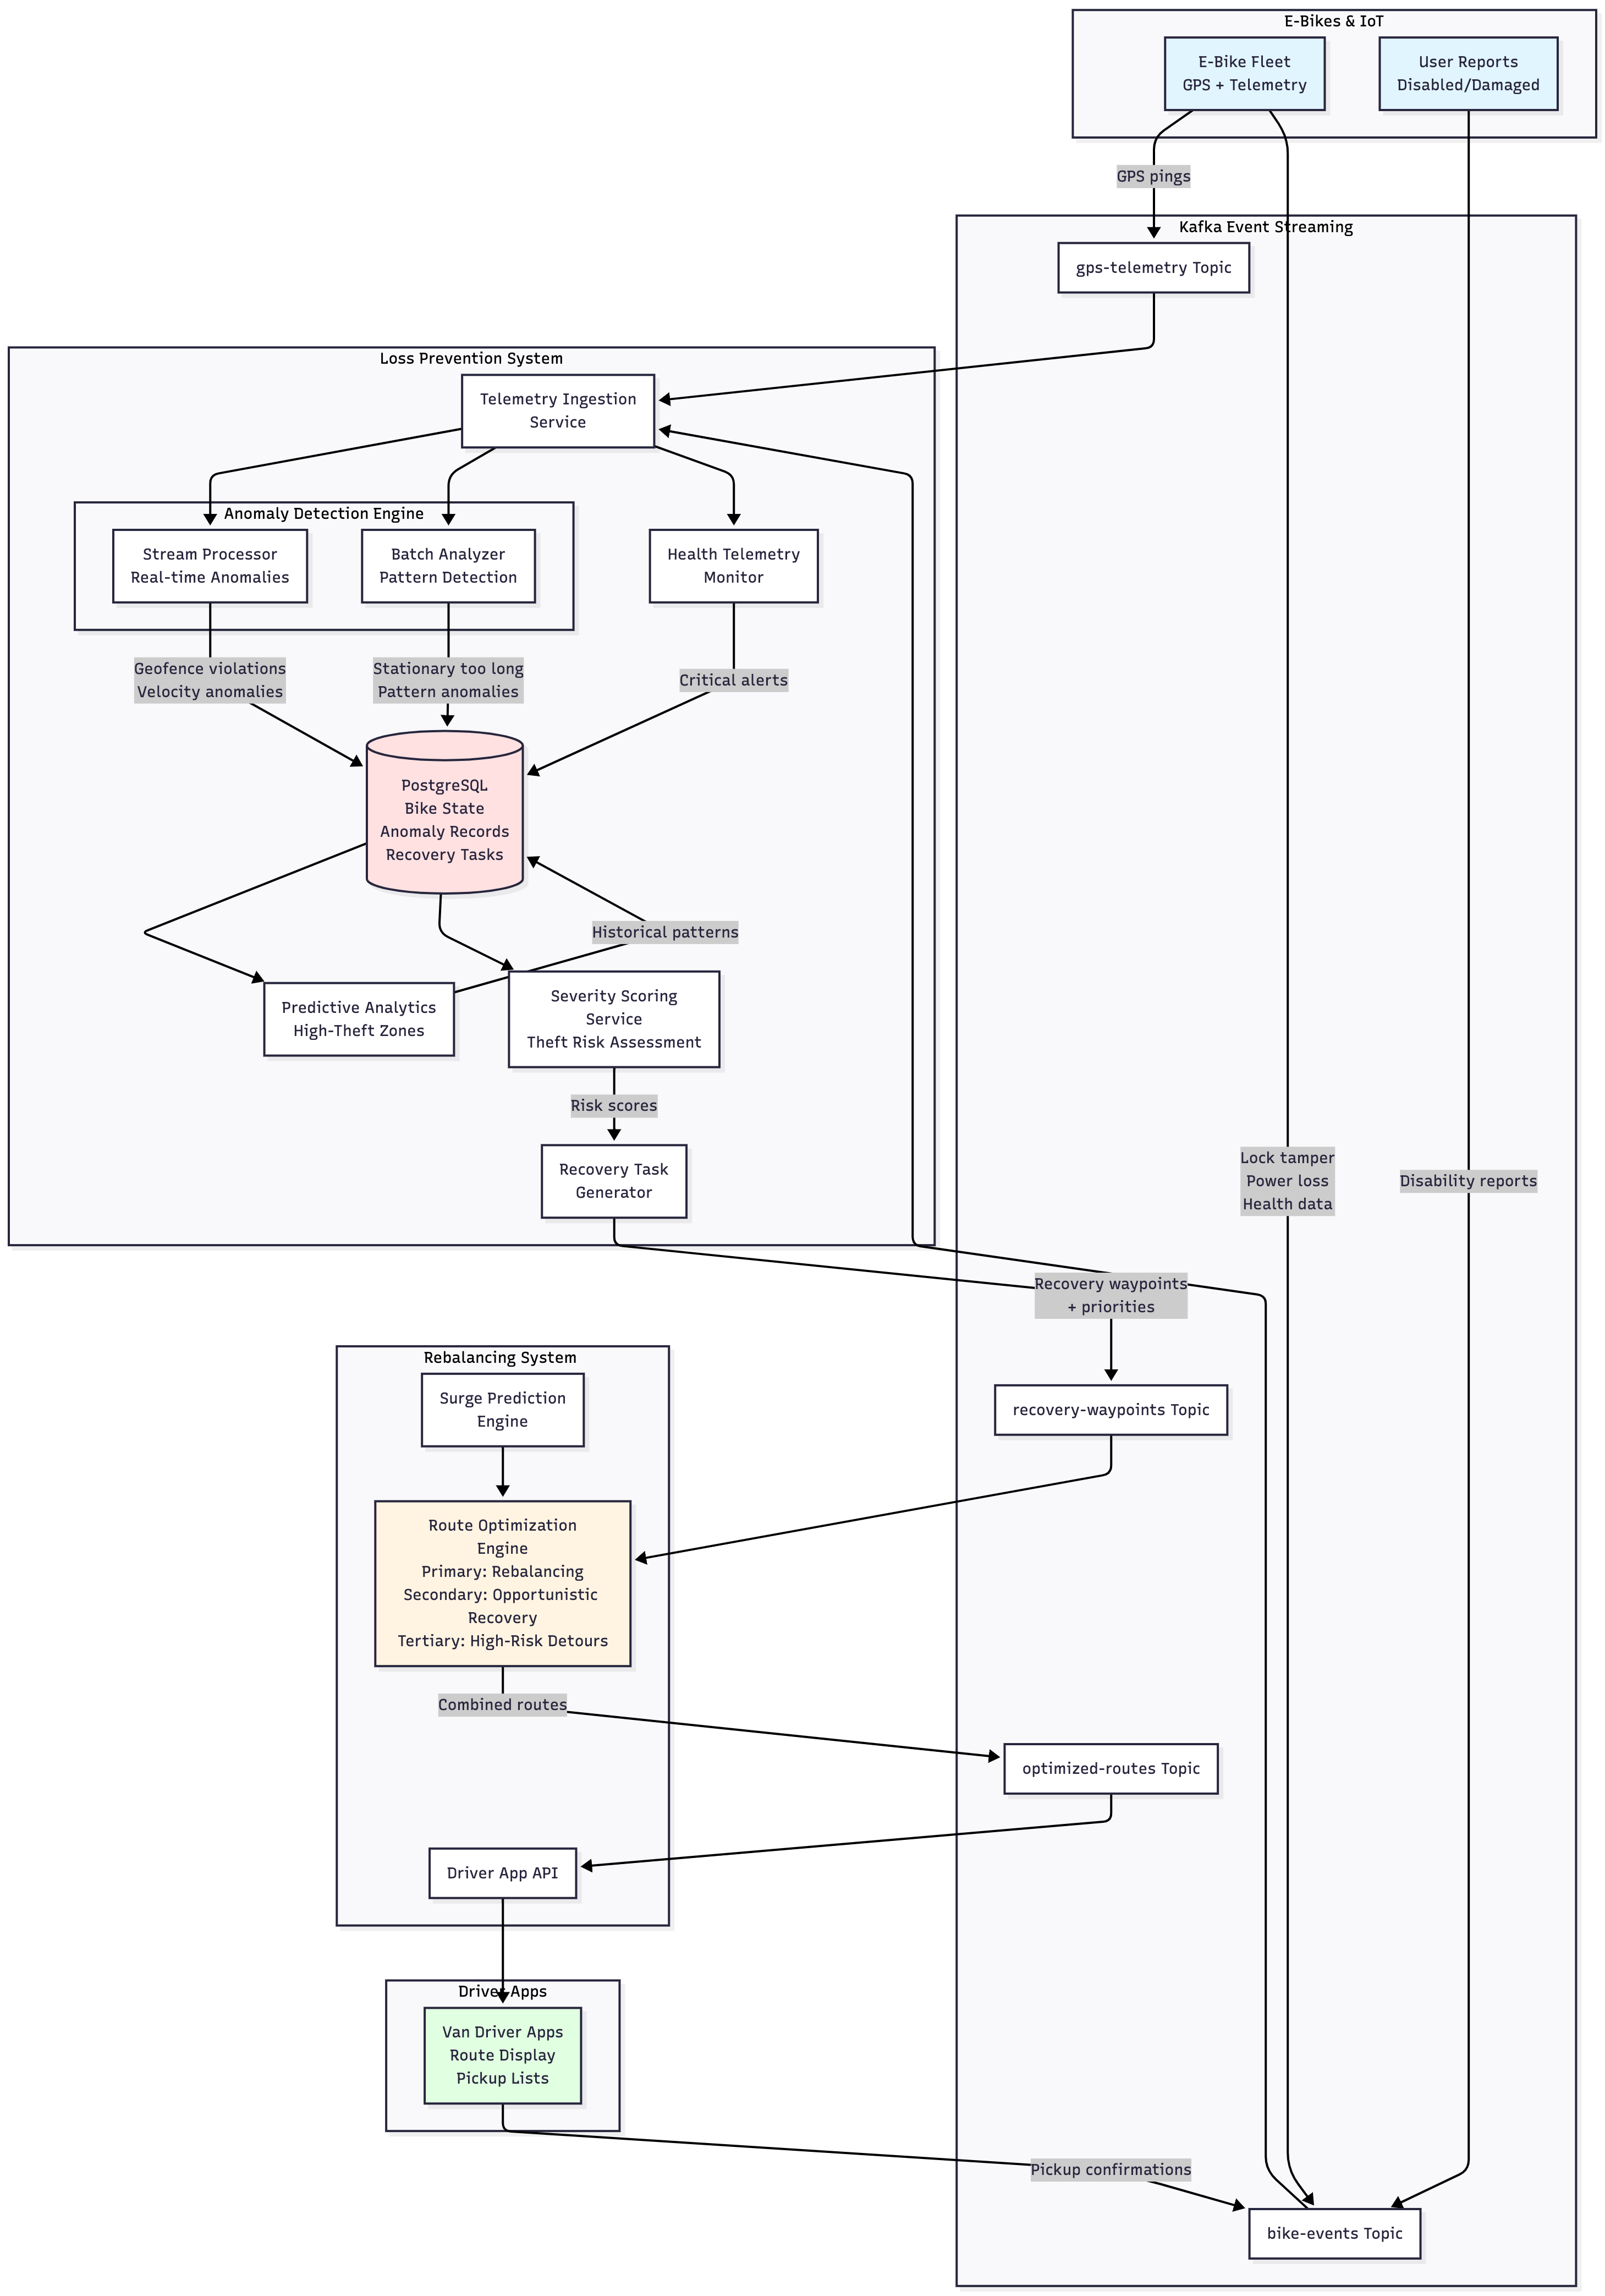 E-Bikes & IoT
E-Bike Fleet
GPS + Telemetry
User Reports
Disabled/Damaged
GPS pings
Kafka Event Streaming
gps-telemetry Topic
Loss Prevention System
Telemetry Ingestion
Service
Anomaly Detection Engine
Stream Processor
Real-time Anomalies
Batch Analyzer
Pattern Detection
Health Telemetry
Monitor
Geofence violations
Velocity anomalies
Stationary too long
Pattern anomalies
Critical alerts
PostgreSQL
Bike State
Anomaly Records
Recovery Tasks
Historical patterns
Predictive Analytics
High-Theft Zones
Severity Scoring
Service
Theft Risk Assessment
Risk scores
Recovery Task
Generator
Lock tamper
Power loss
Health data
Disability reports
Recovery waypoints
+ priorities
Rebalancing System
Surge Prediction
Engine
recovery-waypoints Topic
Route Optimization
Engine
Primary: Rebalancing
Secondary: Opportunistic
Recovery
Tertiary: High-Risk Detours
Combined routes
optimized-routes Topic
Driver App API
Driver Apps
Van Driver Apps
Route Display
Pickup Lists
Pickup confirmations
bike-events Topic